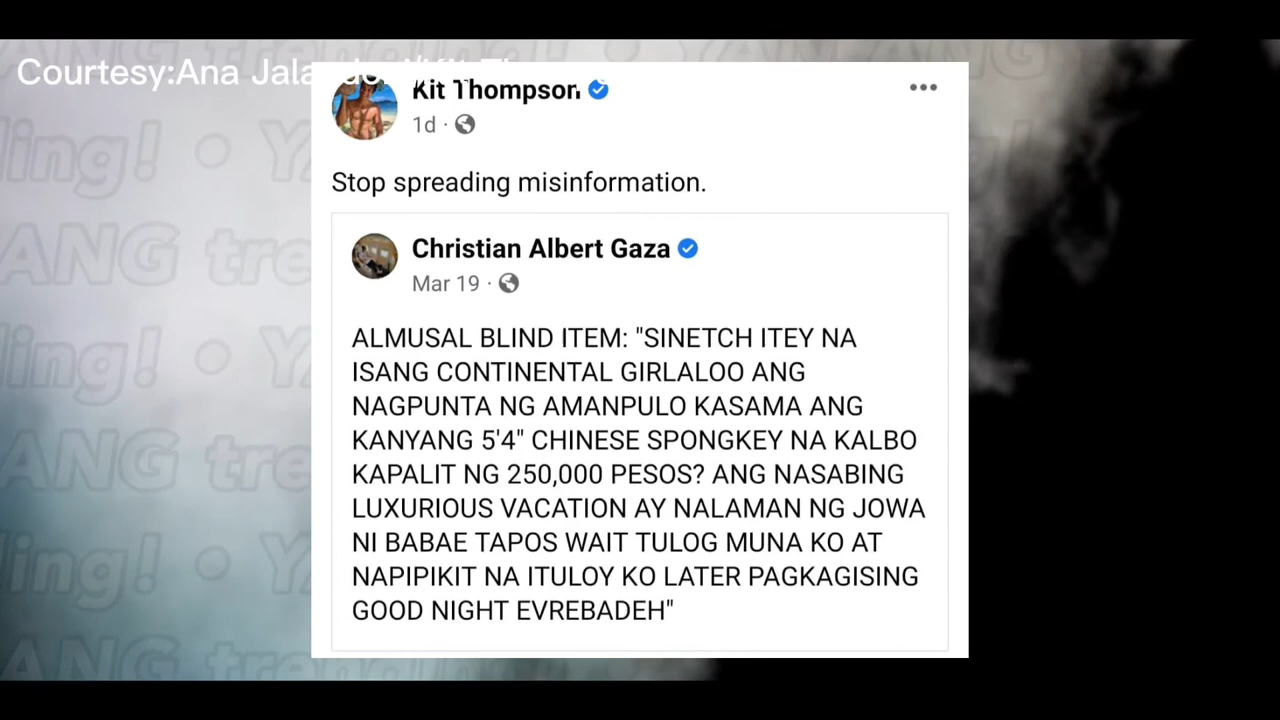 Courtesy:Ana Jala
Kit Thompson
1d ·
Stop spreading misinformation.
Christian Albert Gaza
Mar 19 ·
ALMUSAL BLIND ITEM: "SINETCH ITEY NA
ISANG CONTINENTAL GIRLALOO ANG
NAGPUNTA NG AMANPULO KASAMA ANG
KANYANG 5'4" CHINESE SPONGKEY NA KALBO
KAPALIT NG 250,000 PESOS? ANG NASABING
LUXURIOUS VACATION AY NALAMAN NG JOWA
NI BABAE TAPOS WAIT TULOG MUNA KO AT
NAPIPIKIT NA ITULOY KO LATER PAGKAGISING
GOOD NIGHT EVREBADEH"